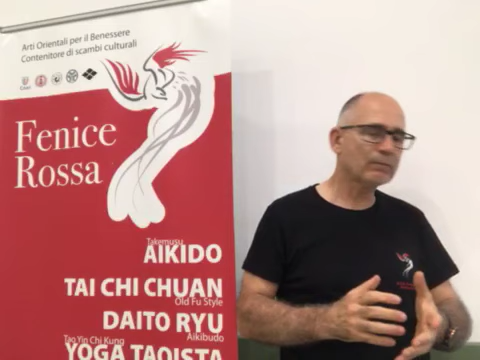 Arti Orientali per il Benessere
Contenitore di scambi culturali
Fenice
Rossa
Takemusu
AIKIDO
TAI CHI CHUAN
Old Fu Style
DAITO RYU
Aikibudo
Tao Yin Chi Kung
YOGA TAOISTA